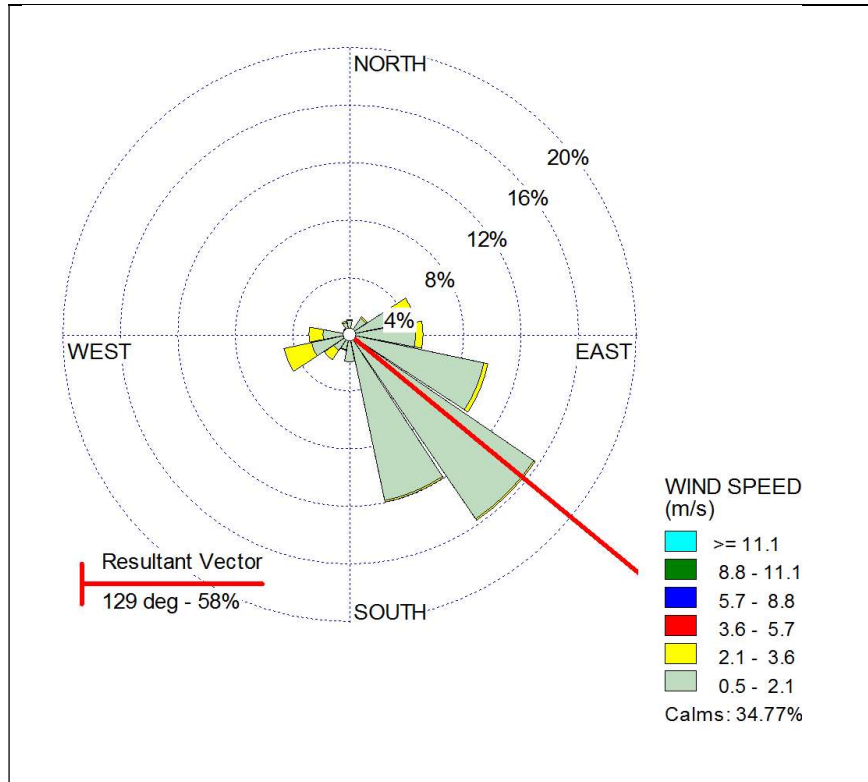 NORTH
20%
16%
12%
8%
4%
WEST
EAST
WIND SPEED
(m/s)
>= 11.1
8.8 - 11.1
5.7 - 8.8
3.6 - 5.7
2.1 - 3.6
0.5 - 2.1
Calms: 34.77%
Resultant Vector
129 deg - 58%
SOUTH